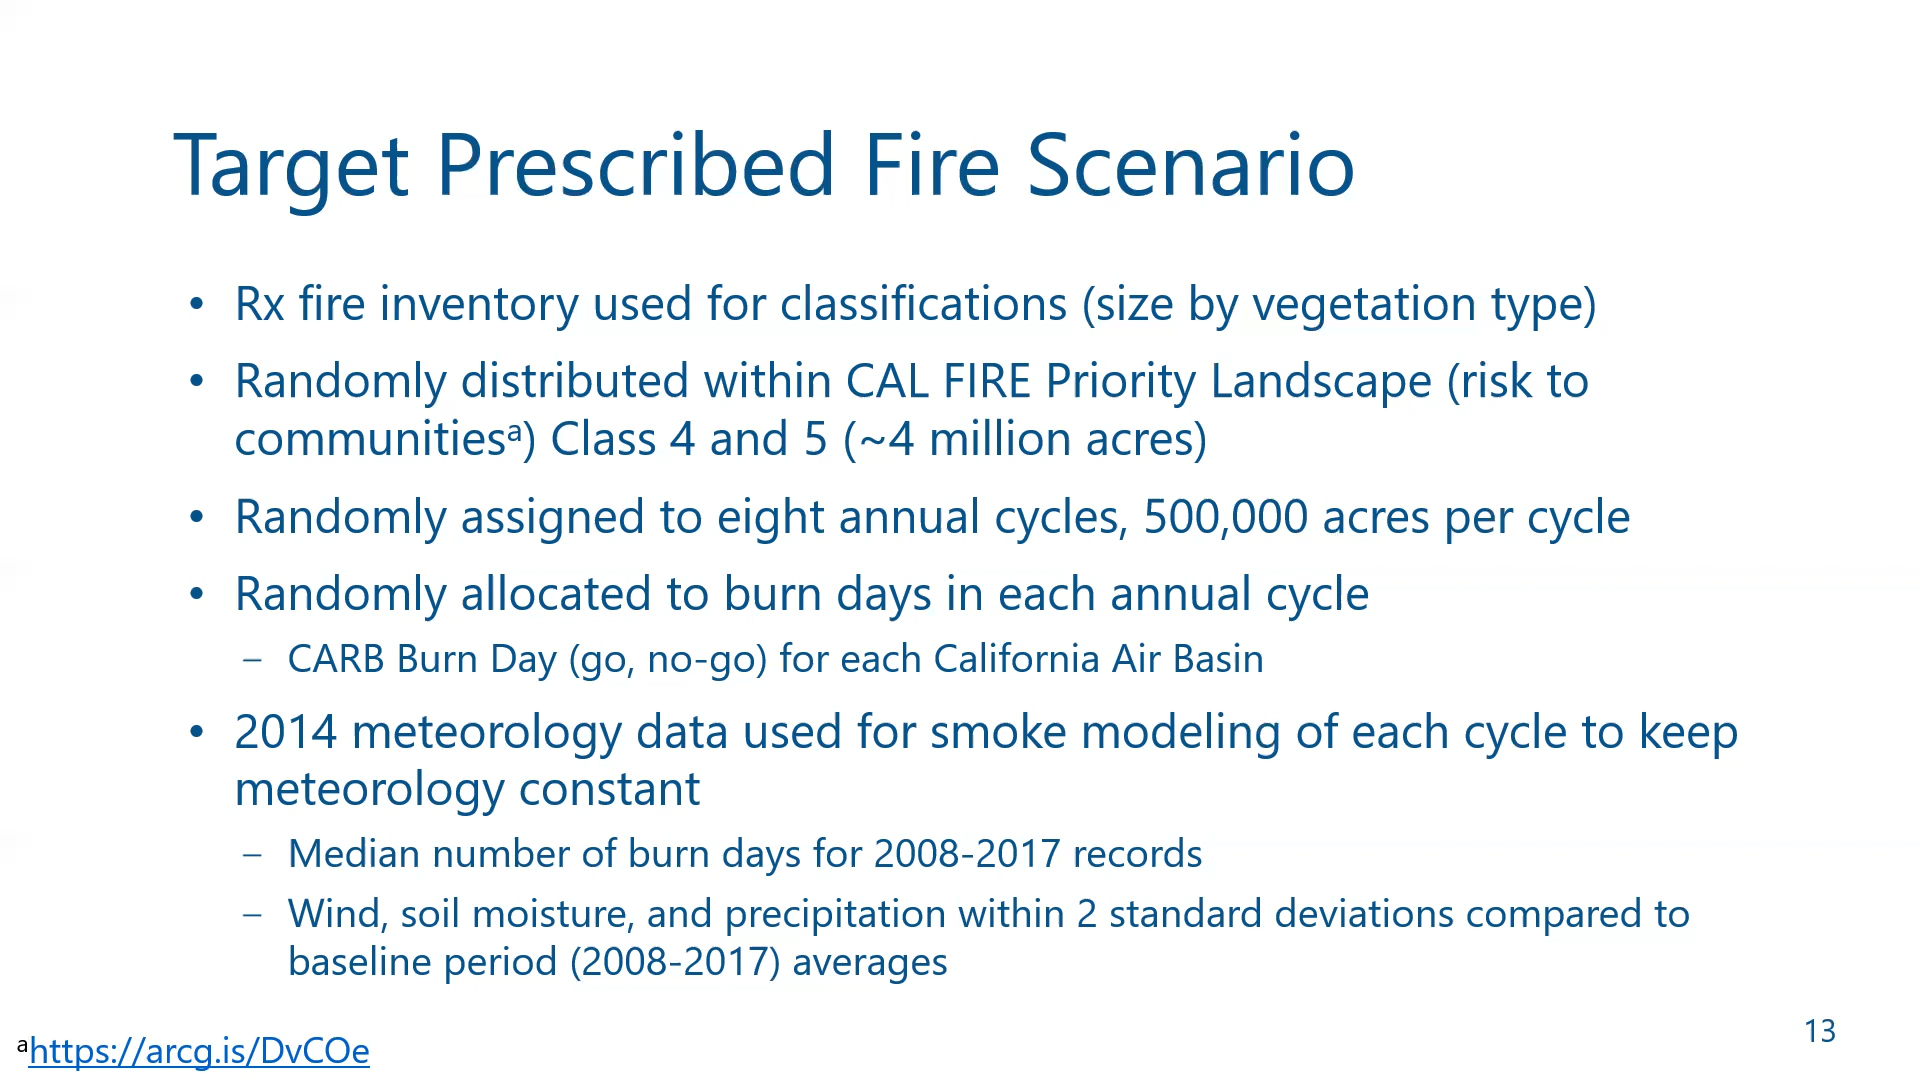 Target Prescribed Fire Scenario
• Rx fire inventory used for classifications (size by vegetation type)
• Randomly distributed within CAL FIRE Priority Landscape (risk to
communitiesᵃ) Class 4 and 5 (~4 million acres)
• Randomly assigned to eight annual cycles, 500,000 acres per cycle
• Randomly allocated to burn days in each annual cycle
– CARB Burn Day (go, no-go) for each California Air Basin
• 2014 meteorology data used for smoke modeling of each cycle to keep
meteorology constant
– Median number of burn days for 2008-2017 records
– Wind, soil moisture, and precipitation within 2 standard deviations compared to
baseline period (2008-2017) averages
13
ᵃhttps://arcg.is/DvCOe